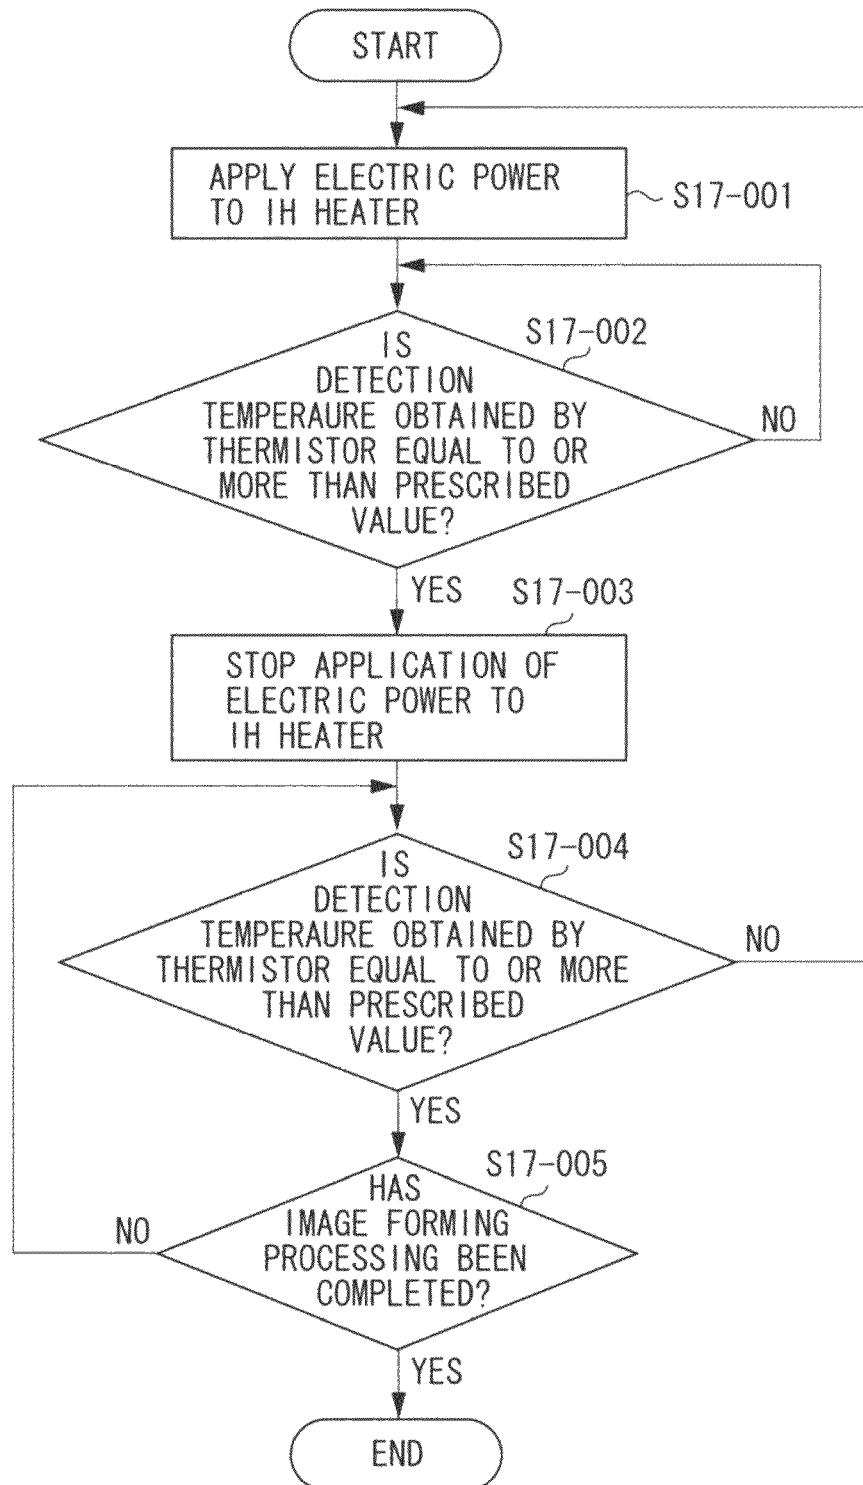 START
APPLY ELECTRIC POWER
TO IH HEATER
S17-001
S17-002
IS
DETECTION
TEMPERAURE OBTAINED BY
THERMISTOR EQUAL TO OR
MORE THAN PRESCRIBED
VALUE?
NO
YES
S17-003
STOP APPLICATION OF
ELECTRIC POWER TO
IH HEATER
S17-004
IS
DETECTION
TEMPERAURE OBTAINED BY
THERMISTOR EQUAL TO OR MORE
THAN PRESCRIBED
VALUE?
NO
YES
S17-005
HAS
IMAGE FORMING
PROCESSING BEEN
COMPLETED?
NO
YES
END